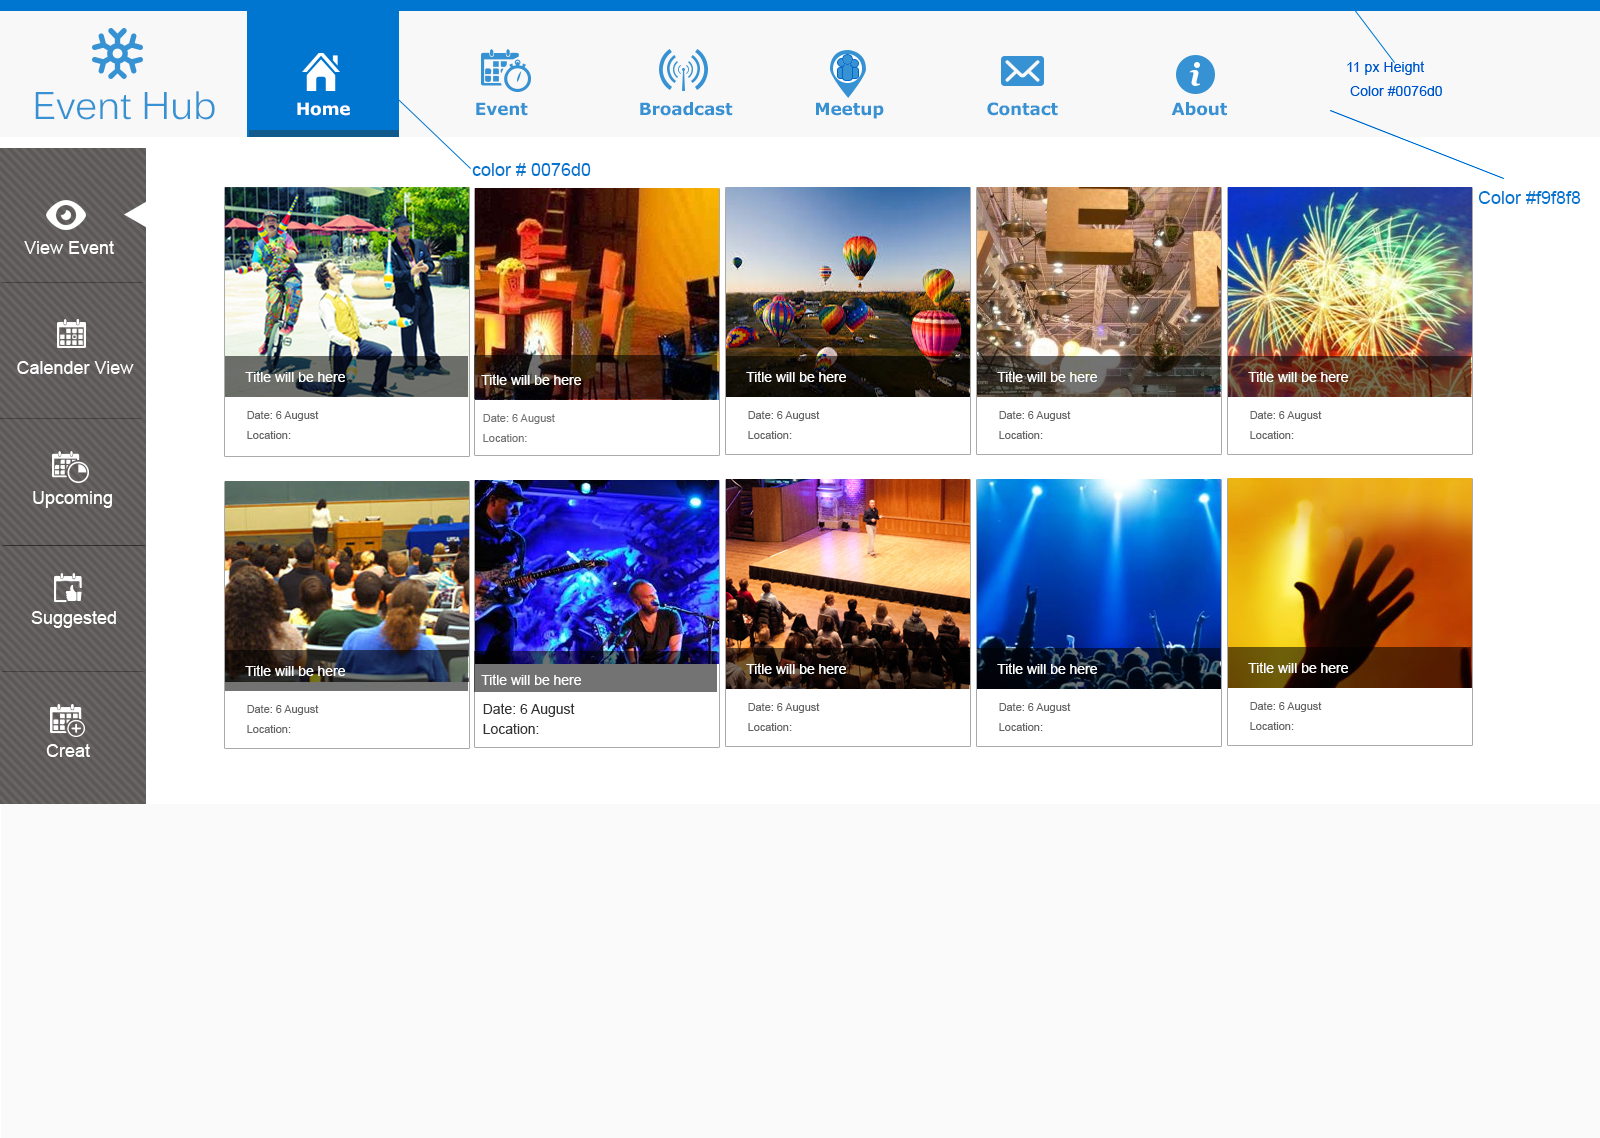 Event Hub
Home
Event
Broadcast
Meetup
Contact
About
11 px Height
Color #0076d0
color # 0076d0
Color #f9f8f8
View Event
Calender View
Upcoming
Suggested
Creat
Title will be here
Date: 6 August
Location:
Title will be here
Date: 6 August
Location:
Title will be here
Date: 6 August
Location:
Title will be here
Date: 6 August
Location:
Title will be here
Date: 6 August
Location:
Title will be here
Date: 6 August
Location:
Title will be here
Date: 6 August
Location:
Title will be here
Date: 6 August
Location:
Title will be here
Date: 6 August
Location:
Title will be here
Date: 6 August
Location: